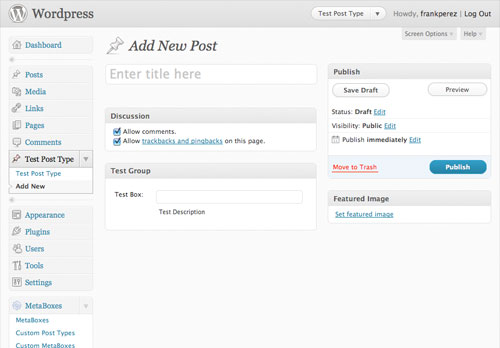 Wordpress
Test Post Type
Howdy, frankperez | Log Out
Screen Options
Help
Dashboard
Posts
Media
Links
Pages
Comments
Test Post Type
Test Post Type
Add New
Appearance
Plugins
Users
Tools
Settings
MetaBoxes
MetaBoxes
Custom Post Types
Custom MetaBoxes
Add New Post
Enter title here
Discussion
Allow comments.
Allow trackbacks and pingbacks on this page.
Test Group
Test Box:
Test Description
Publish
Save Draft
Preview
Status: Draft Edit
Visibility: Public Edit
Publish immediately Edit
Move to Trash
Publish
Featured Image
Set featured image